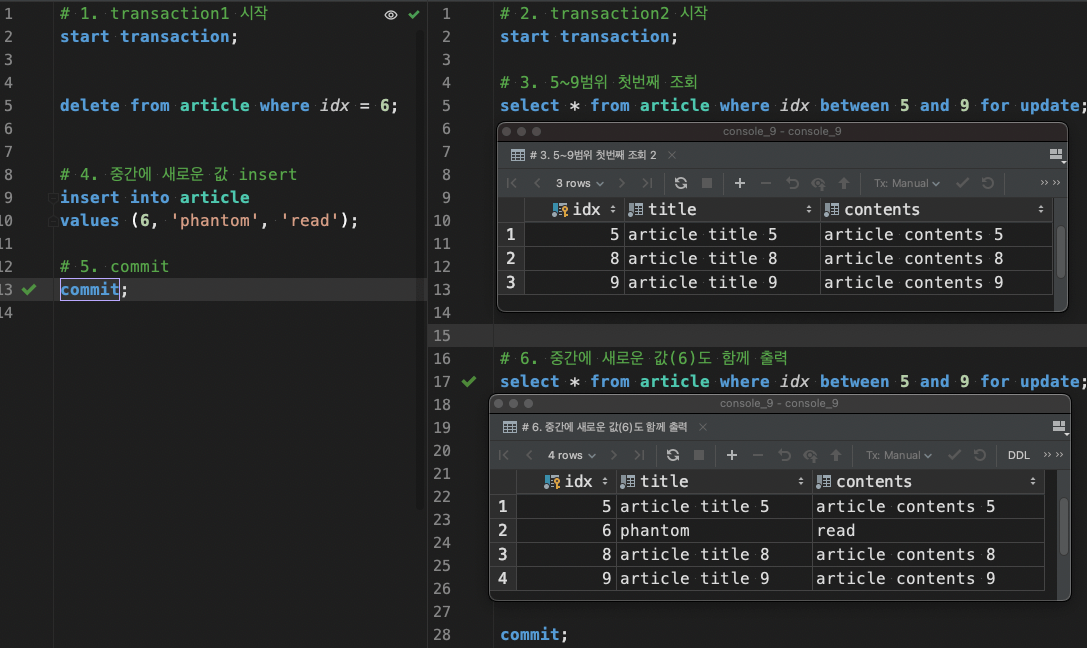 1 # 1. transaction1 시작
2 start transaction;
3
4
5 delete from article where idx = 6;
6
7
8 # 4. 중간에 새로운 값 insert
9 insert into article
10 values (6, 'phantom', 'read');
11
12 # 5. commit
13 commit;
14
1 # 2. transaction2 시작
2 start transaction;
3
4 # 3. 5~9범위 첫번째 조회
5 select * from article where idx between 5 and 9 for update;
6
7
8
9
10
11
12
13
14
console_9 - console_9
# 3. 5~9범위 첫번째 조회 2
3 rows Tx: Manual
idx title contents
1 5 article title 5 article contents 5
2 8 article title 8 article contents 8
3 9 article title 9 article contents 9
15
16 # 6. 중간에 새로운 값(6)도 함께 출력
17 select * from article where idx between 5 and 9 for update;
18
19
20
21
22
23
24
25
26
27
console_9 - console_9
# 6. 중간에 새로운 값(6)도 함께 출력
4 rows Tx: Manual DDL
idx title contents
1 5 article title 5 article contents 5
2 6 phantom read
3 8 article title 8 article contents 8
4 9 article title 9 article contents 9
28 commit;